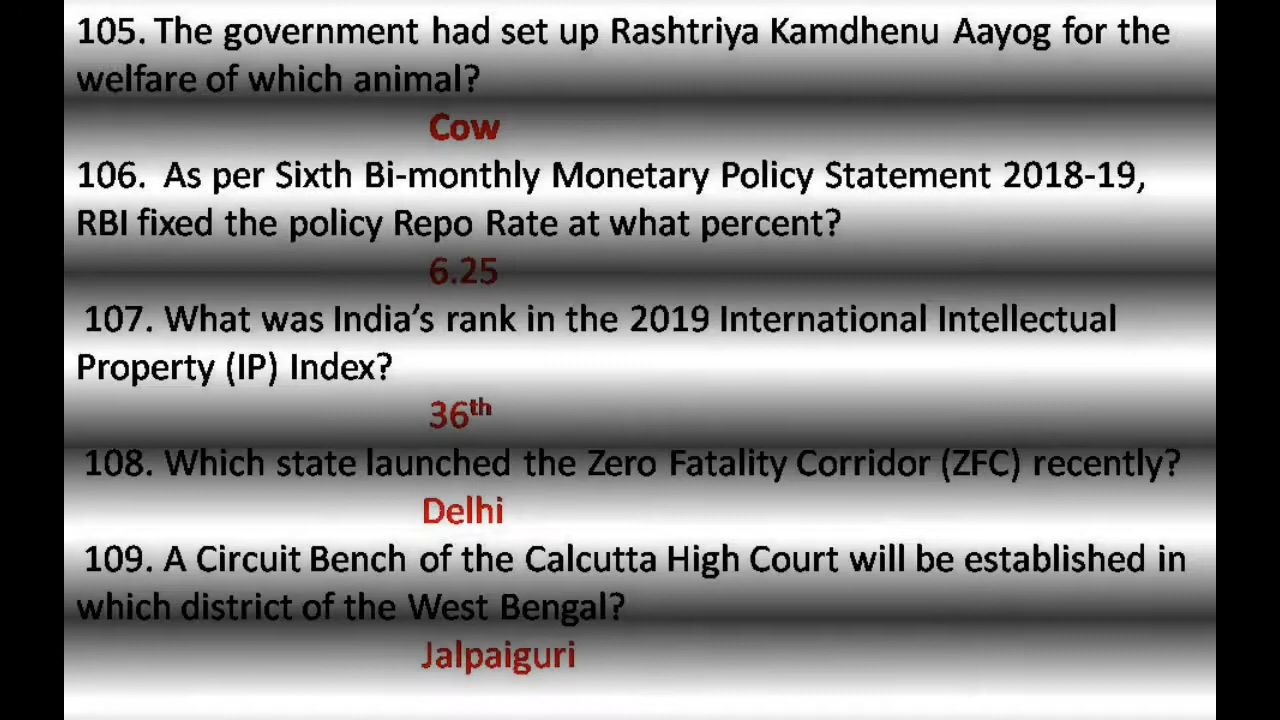 105. The government had set up Rashtriya Kamdhenu Aayog for the
welfare of which animal?
Cow
106. As per Sixth Bi-monthly Monetary Policy Statement 2018-19,
RBI fixed the policy Repo Rate at what percent?
6.25
107. What was India's rank in the 2019 International Intellectual
Property (IP) Index?
36th
108. Which state launched the Zero Fatality Corridor (ZFC) recently?
Delhi
109. A Circuit Bench of the Calcutta High Court will be established in
which district of the West Bengal?
Jalpaiguri